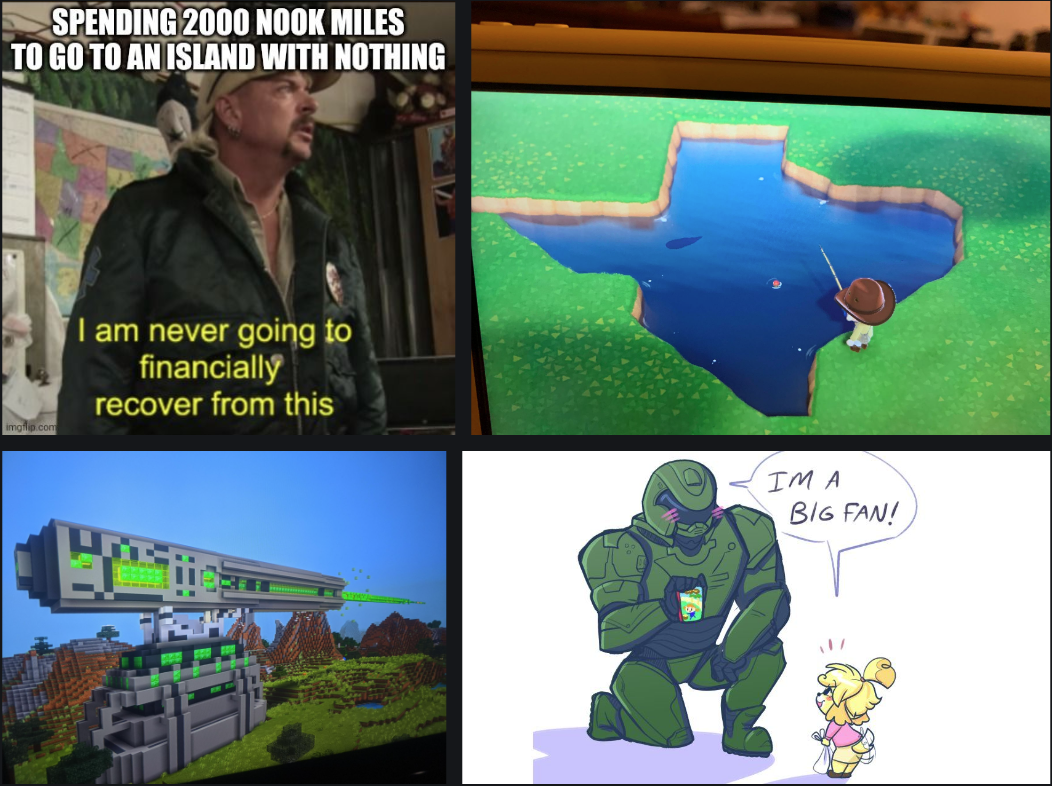 SPENDING 2000 NOOK MILES
TO GO TO AN ISLAND WITH NOTHING
I am never going to
financially
recover from this
imgflip.com
IM A
BIG FAN!